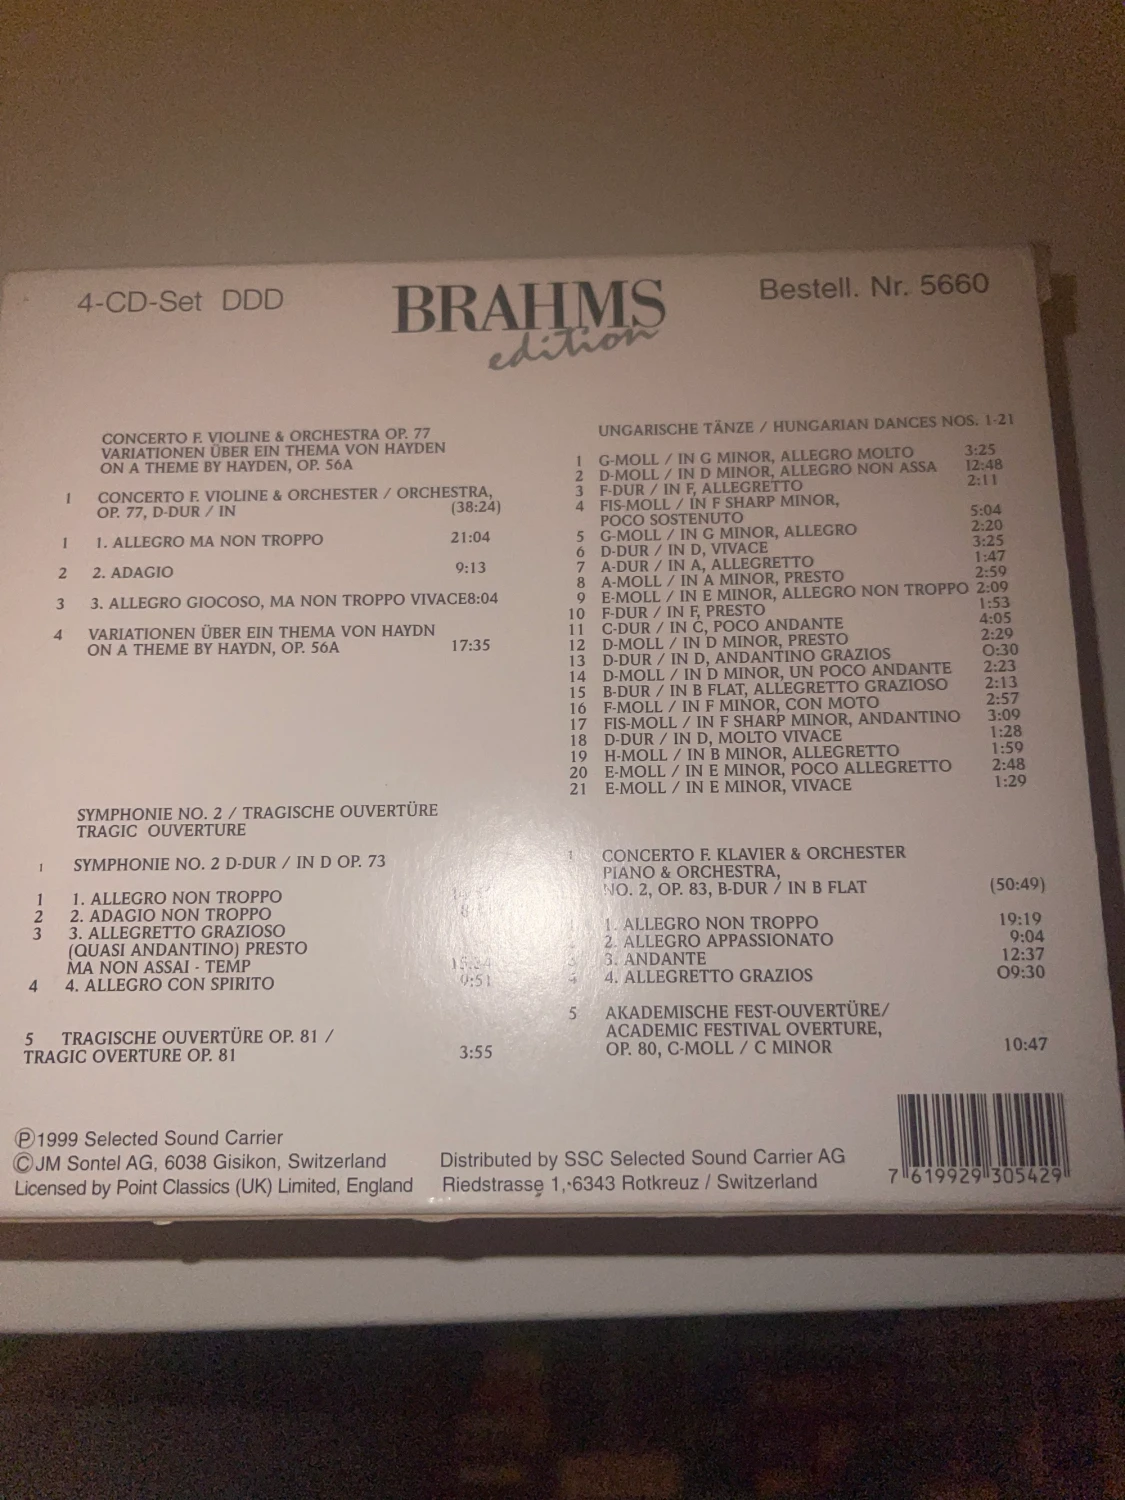 4-CD-Set DDD
BRAHMS
edition
Bestell. Nr. 5660
CONCERTO F. VIOLINE & ORCHESTRA OP. 77
VARIATIONEN ÜBER EIN THEMA VON HAYDEN
ON A THEME BY HAYDEN, OP. 56A
1 CONCERTO F. VIOLINE & ORCHESTER / ORCHESTRA,
OP. 77, D-DUR / IN (38:24)
1 1. ALLEGRO MA NON TROPPO 21:04
2 2. ADAGIO 9:13
3 3. ALLEGRO GIOCOSO, MA NON TROPPO VIVACE8:04
4 VARIATIONEN ÜBER EIN THEMA VON HAYDN
ON A THEME BY HAYDN, OP. 56A 17:35
UNGARISCHE TÄNZE / HUNGARIAN DANCES NOS. 1-21
1 G-MOLL / IN G MINOR, ALLEGRO MOLTO 3:25
2 D-MOLL / IN D MINOR, ALLEGRO NON ASSA 12:48
3 F-DUR / IN F, ALLEGRETTO 2:11
4 FIS-MOLL / IN F SHARP MINOR,
POCO SOSTENUTO 5:04
5 G-MOLL / IN G MINOR, ALLEGRO 2:20
6 D-DUR / IN D, VIVACE 3:25
7 A-DUR / IN A, ALLEGRETTO 1:47
8 A-MOLL / IN A MINOR, PRESTO 2:59
9 E-MOLL / IN E MINOR, ALLEGRO NON TROPPO 2:09
10 F-DUR / IN F, PRESTO 1:53
11 C-DUR / IN C, POCO ANDANTE 4:05
12 D-MOLL / IN D MINOR, PRESTO 2:29
13 D-DUR / IN D, ANDANTINO GRAZIOS O:30
14 D-MOLL / IN D MINOR, UN POCO ANDANTE 2:23
15 B-DUR / IN B FLAT, ALLEGRETTO GRAZIOSO 2:13
16 F-MOLL / IN F MINOR, CON MOTO 2:57
17 FIS-MOLL / IN F SHARP MINOR, ANDANTINO 3:09
18 D-DUR / IN D, MOLTO VIVACE 1:28
19 H-MOLL / IN B MINOR, ALLEGRETTO 1:59
20 E-MOLL / IN E MINOR, POCO ALLEGRETTO 2:48
21 E-MOLL / IN E MINOR, VIVACE 1:29
SYMPHONIE NO. 2 / TRAGISCHE OUVERTÜRE
TRAGIC OUVERTURE
1 SYMPHONIE NO. 2 D-DUR / IN D OP. 73
1 1. ALLEGRO NON TROPPO
2 2. ADAGIO NON TROPPO
3 3. ALLEGRETTO GRAZIOSO
(QUASI ANDANTINO) PRESTO
MA NON ASSAI - TEMP
4 4. ALLEGRO CON SPIRITO 9:51
5 TRAGISCHE OUVERTÜRE OP. 81 /
TRAGIC OVERTURE OP. 81 3:55
1 CONCERTO F. KLAVIER & ORCHESTER
PIANO & ORCHESTRA,
NO. 2, OP. 83, B-DUR / IN B FLAT (50:49)
1. ALLEGRO NON TROPPO 19:19
2. ALLEGRO APPASSIONATO 9:04
3 3. ANDANTE 12:37
4 4. ALLEGRETTO GRAZIOS O9:30
5 AKADEMISCHE FEST-OUVERTÜRE/
ACADEMIC FESTIVAL OVERTURE,
OP. 80, C-MOLL / C MINOR 10:47
Ⓟ1999 Selected Sound Carrier
©JM Sontel AG, 6038 Gisikon, Switzerland
Licensed by Point Classics (UK) Limited, England
Distributed by SSC Selected Sound Carrier AG
Riedstrasse 1, 6343 Rotkreuz / Switzerland
7 619929 305429